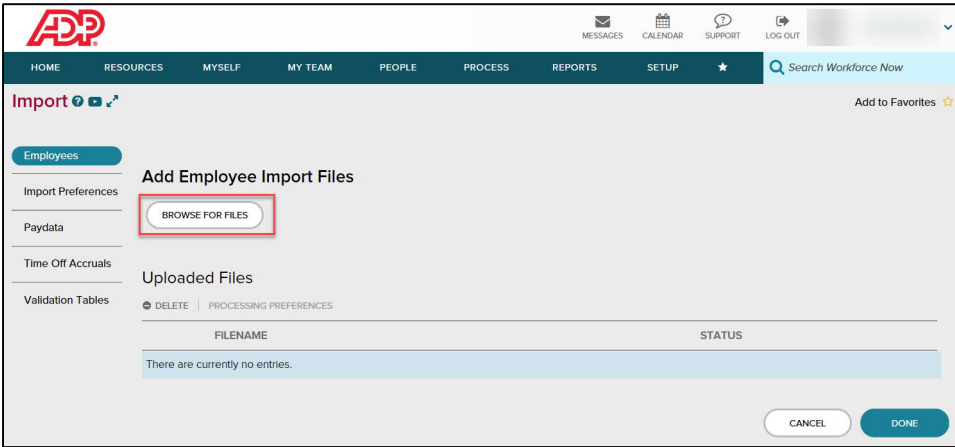 ADP
MESSAGES CALENDAR SUPPORT LOG OUT
HOME RESOURCES MYSELF MY TEAM PEOPLE PROCESS REPORTS SETUP Search Workforce Now
Import
Add to Favorites
Employees
Import Preferences
Paydata
Time Off Accruals
Validation Tables
Add Employee Import Files
BROWSE FOR FILES
Uploaded Files
DELETE | PROCESSING PREFERENCES
FILENAME STATUS
There are currently no entries.
CANCEL DONE